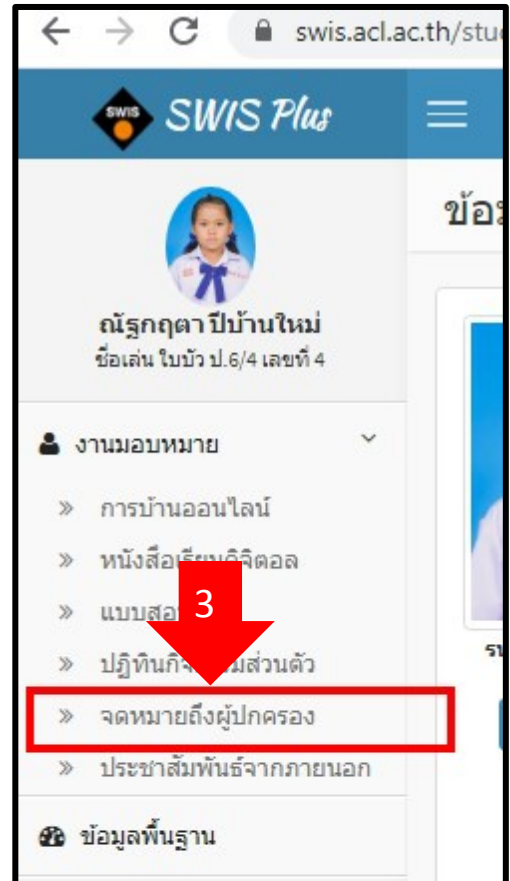 swis.acl.ac.th/stu
SWIS SWIS Plus
ข้อ
ณัฐกฤตา ปีบ้านใหม่
ชื่อเล่น ใบบัว ป.6/4 เลขที่ 4
งานมอบหมาย
» การบ้านออนไลน์
» หนังสือเรียนดิจิตอล
3
» ปฏิทินกิจ ส่วนตัว
» จดหมายถึงผู้ปกครอง
» ประชาสัมพันธ์จากภายนอก
ข้อมูลพื้นฐาน